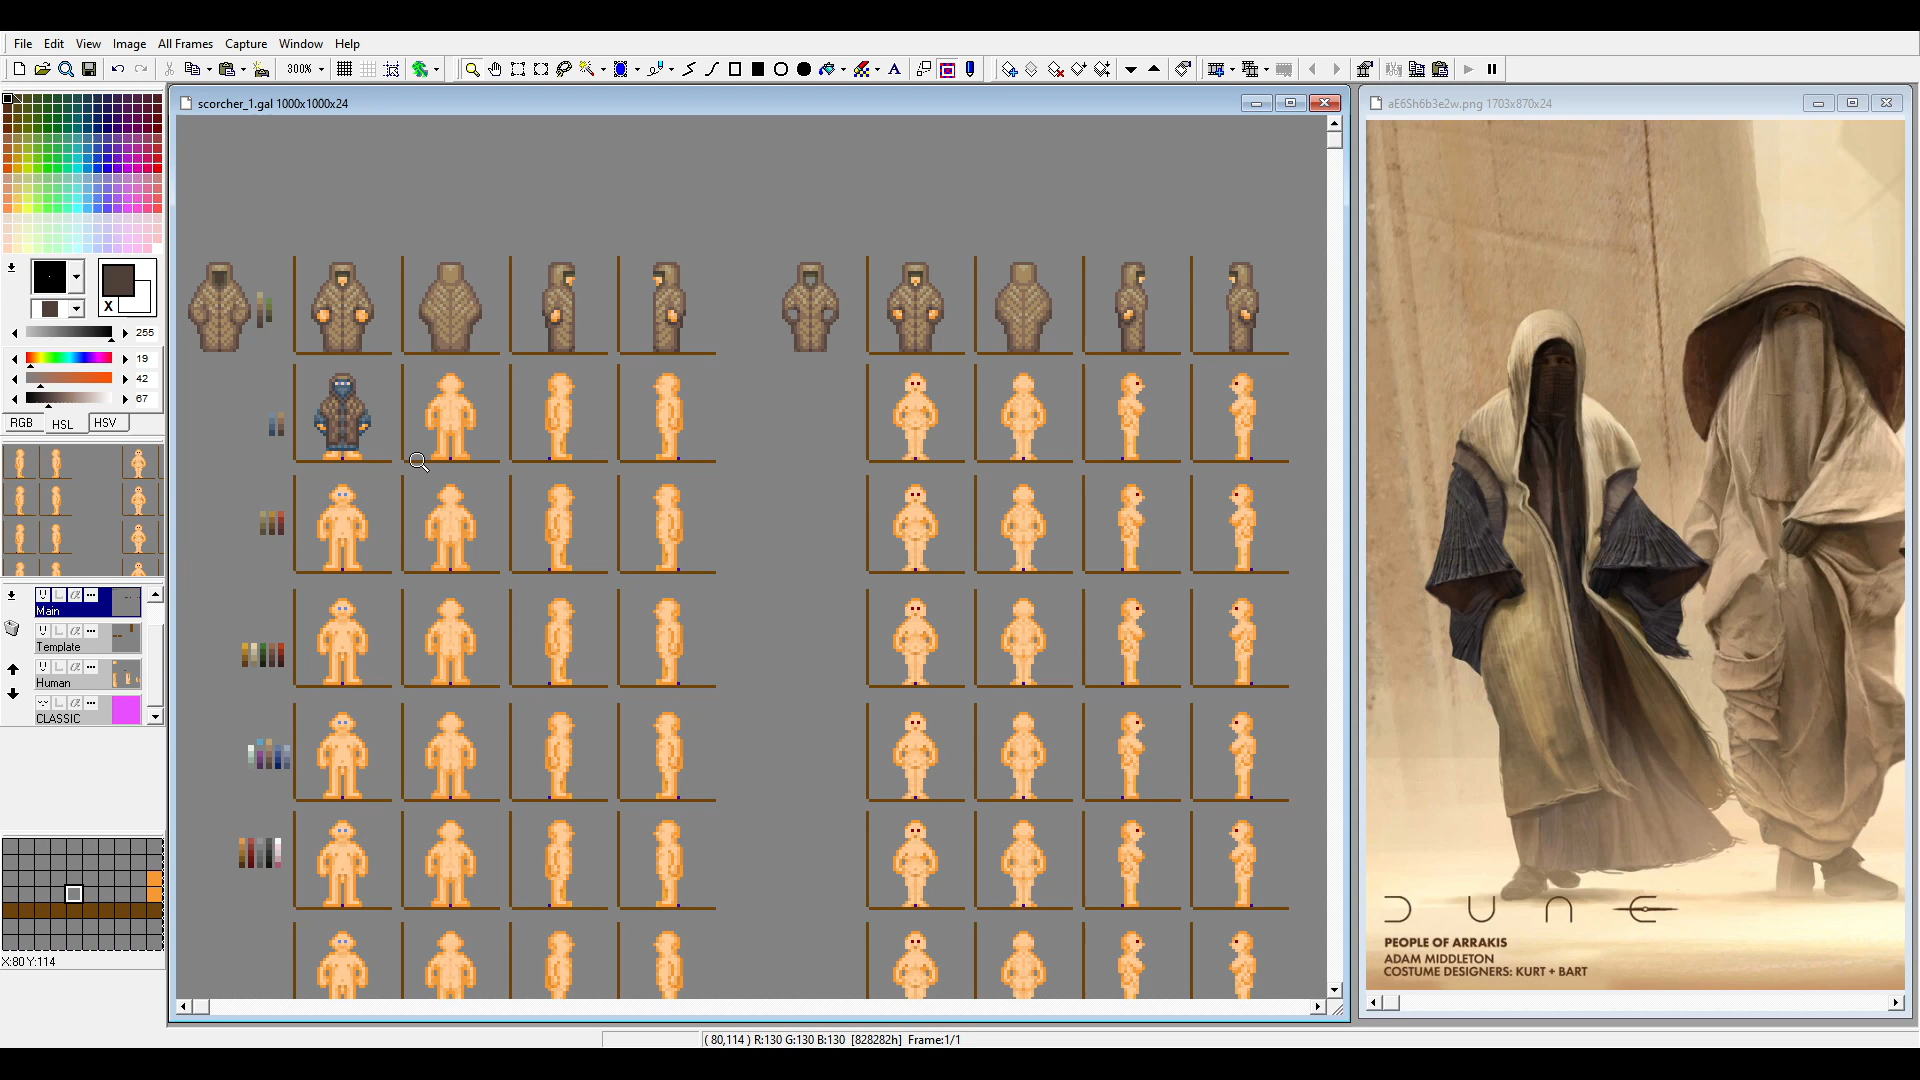 File Edit View Image All Frames Capture Window Help
300%
A
scorcher_1.gal 1000x1000x24
aE6Sh6b3e2w.png 1703x870x24
X
255
19
42
67
RGB HSL HSV
Main
Template
Human
CLASSIC
DUNE
PEOPLE OF ARRAKIS
ADAM MIDDLETON
COSTUME DESIGNERS: KURT + BART
X:80 Y:114
( 80,114 ) R:130 G:130 B:130 [828282h] Frame:1/1